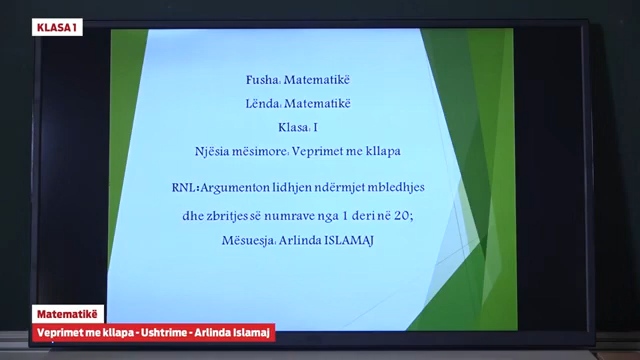 KLASA 1
Fusha: Matematikë
Lënda: Matematikë
Klasa: I
Njësia mësimore: Veprimet me kllapa
RNL:Argumenton lidhjen ndërmjet mbledhjes
dhe zbritjes së numrave nga 1 deri në 20;
Mësuesja: Arlinda ISLAMAJ
Matematikë
Veprimet me kllapa - Ushtrime - Arlinda Islamaj